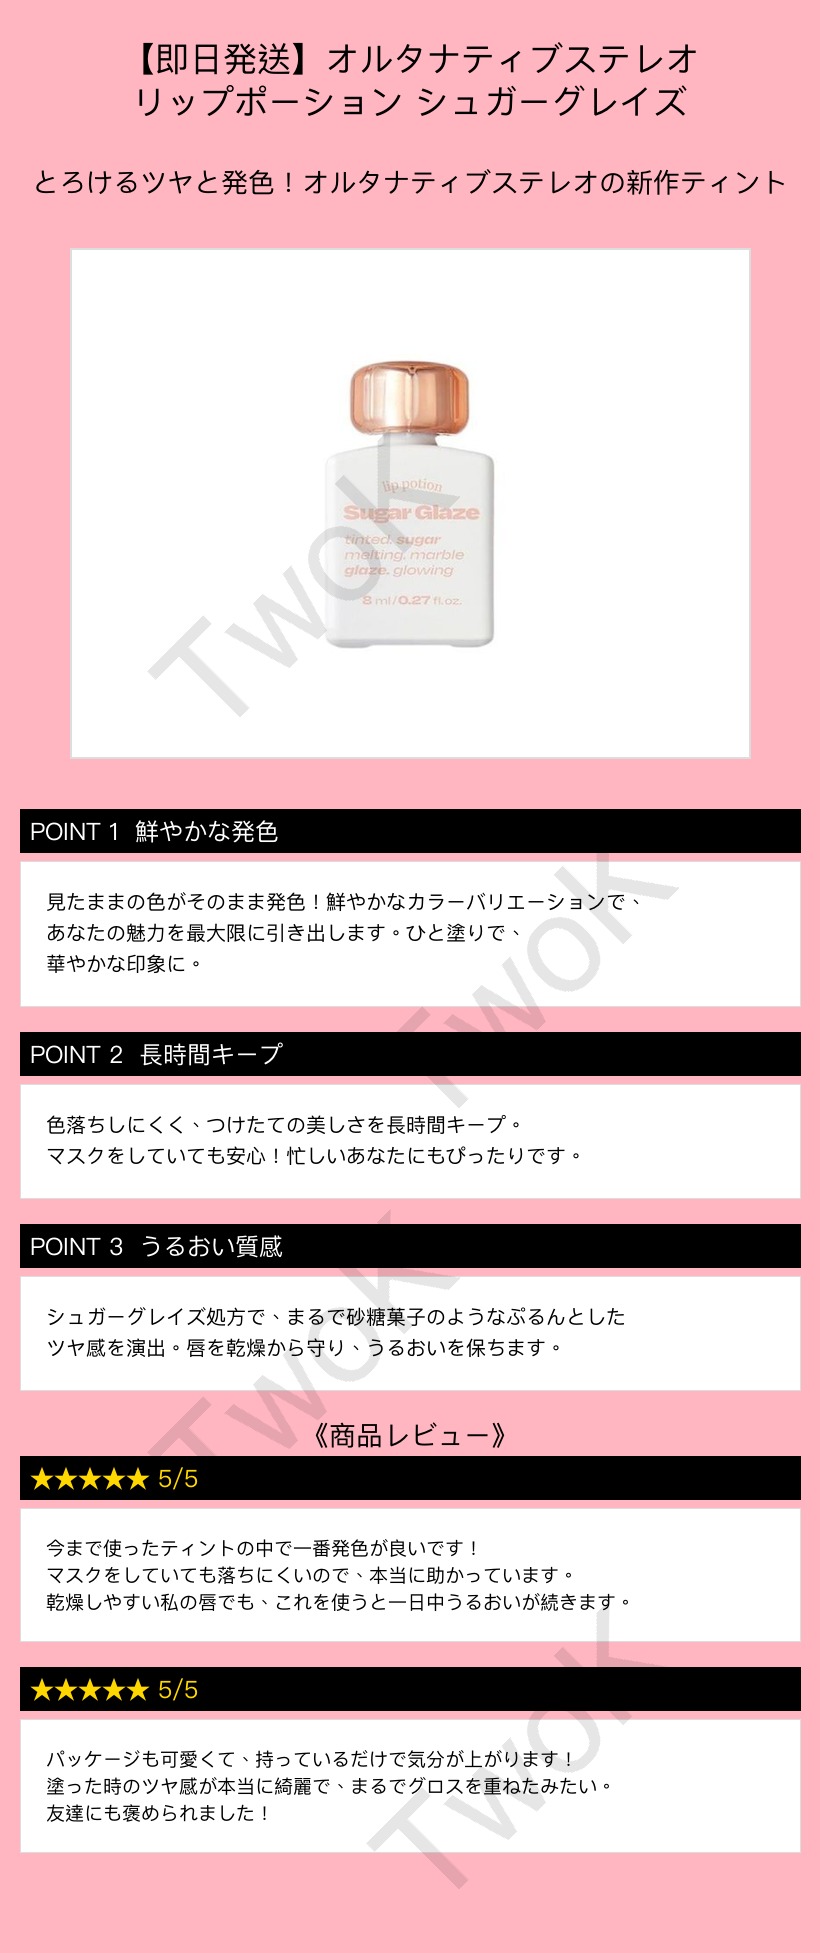 【即日発送】オルタナティブステレオ
リップポーション シュガーグレイズ
とろけるツヤと発色！オルタナティブステレオの新作ティント
lip potion
Sugar Glaze
tinted. sugar
melting. marble
glaze. glowing
8 ml/0.27 fl.oz.
TwoK
POINT 1 鮮やかな発色
見たままの色がそのまま発色！鮮やかなカラーバリエーションで、
あなたの魅力を最大限に引き出します。ひと塗りで、
華やかな印象に。
TwoK
POINT 2 長時間キープ
色落ちしにくく、つけたての美しさを長時間キープ。
マスクをしていても安心！忙しいあなたにもぴったりです。
POINT 3 うるおい質感
シュガーグレイズ処方で、まるで砂糖菓子のようなぷるんとした
ツヤ感を演出。唇を乾燥から守り、うるおいを保ちます。
TwoK
《商品レビュー》
★★★★★ 5/5
今まで使ったティントの中で一番発色が良いです！
マスクをしていても落ちにくいので、本当に助かっています。
乾燥しやすい私の唇でも、これを使うと一日中うるおいが続きます。
★★★★★ 5/5
パッケージも可愛くて、持っているだけで気分が上がります！
塗った時のツヤ感が本当に綺麗で、まるでグロスを重ねたみたい。
友達にも褒められました！
TwoK